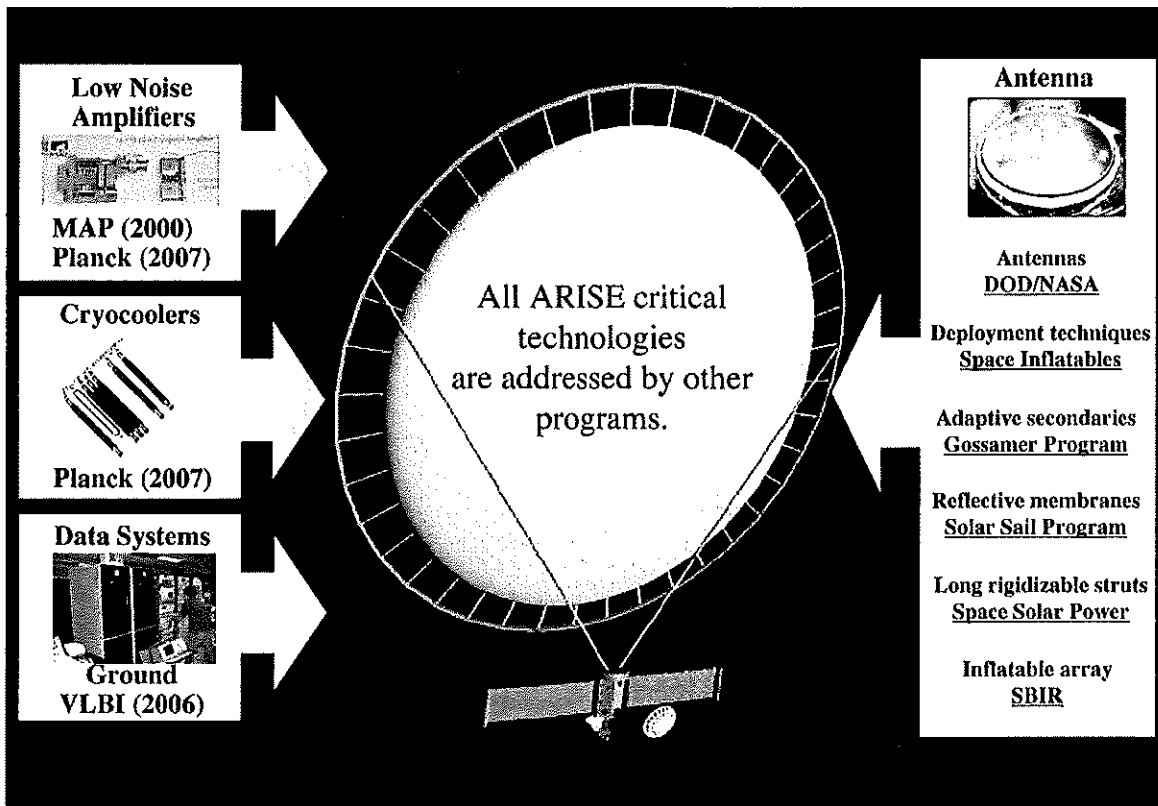 Low Noise
Amplifiers
MAP (2000)
Planck (2007)
Cryocoolers
Planck (2007)
Data Systems
Ground
VLBI (2006)
All ARISE critical
technologies
are addressed by other
programs.
Antenna
Antennas
DOD/NASA
Deployment techniques
Space Inflatables
Adaptive secondaries
Gossamer Program
Reflective membranes
Solar Sail Program
Long rigidizable struts
Space Solar Power
Inflatable array
SBIR